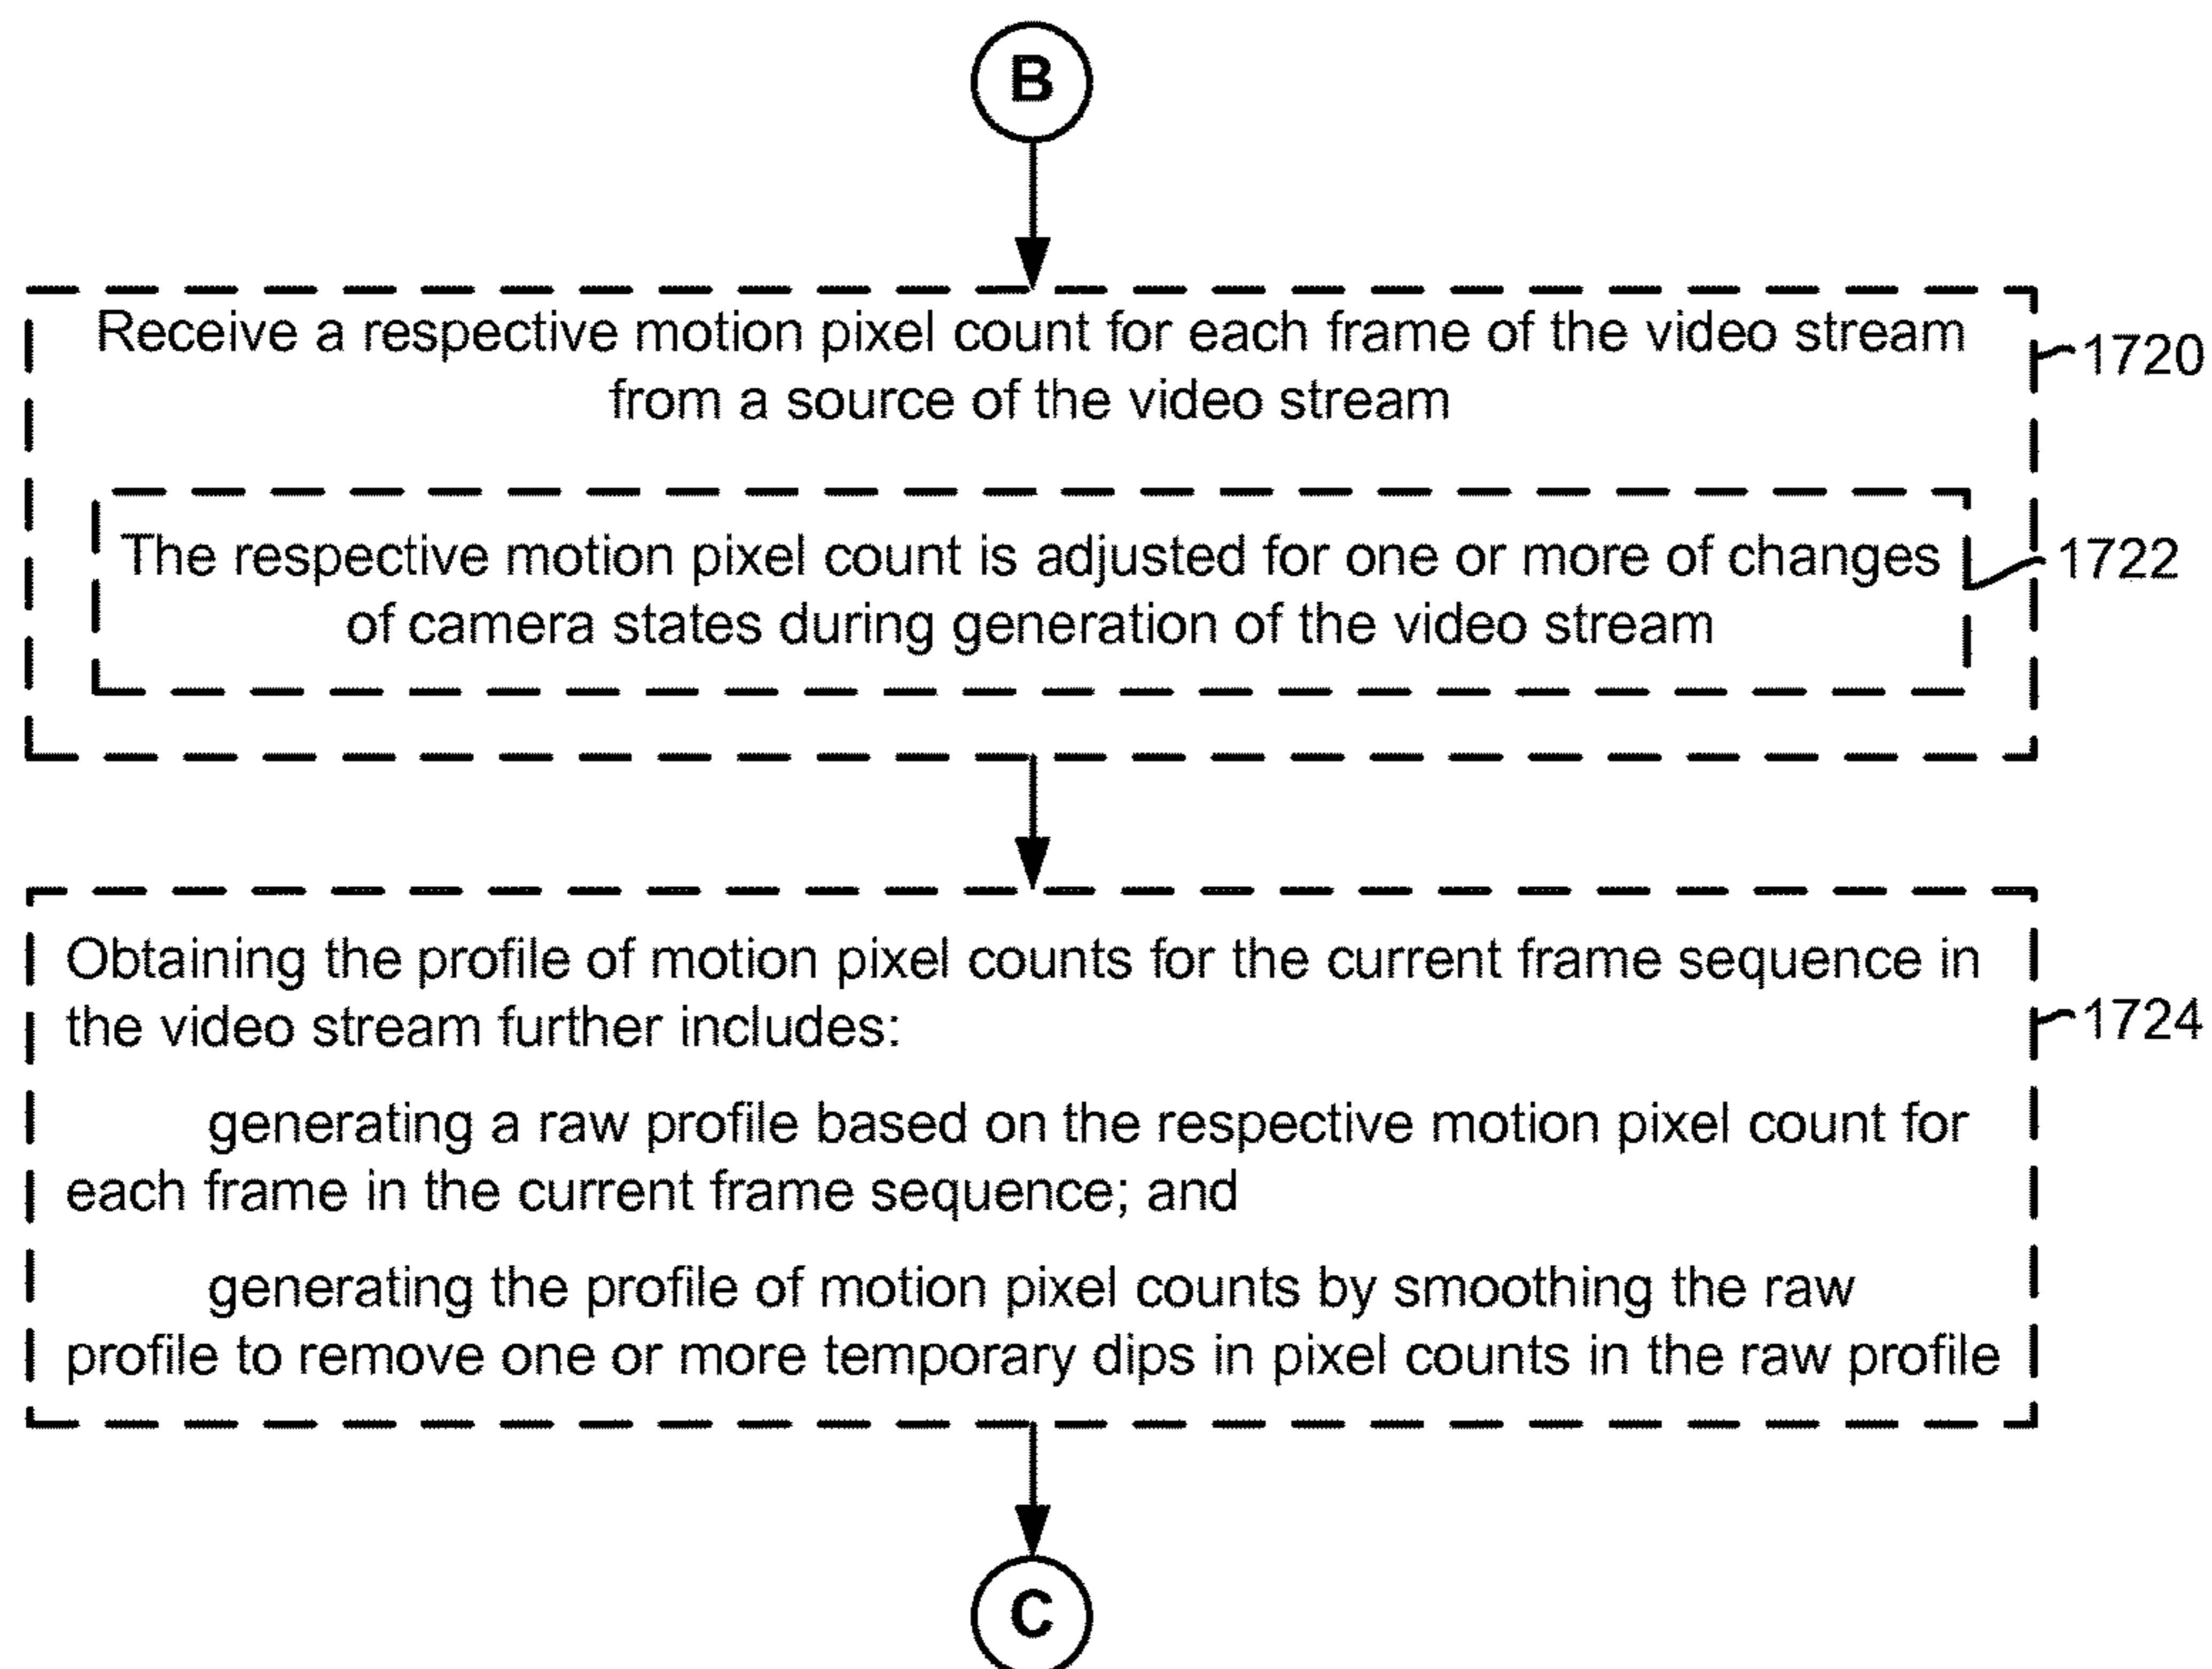 B
Receive a respective motion pixel count for each frame of the video stream
from a source of the video stream
1720
The respective motion pixel count is adjusted for one or more of changes
of camera states during generation of the video stream
1722
Obtaining the profile of motion pixel counts for the current frame sequence in
the video stream further includes:
1724
generating a raw profile based on the respective motion pixel count for
each frame in the current frame sequence; and
generating the profile of motion pixel counts by smoothing the raw
profile to remove one or more temporary dips in pixel counts in the raw profile
C